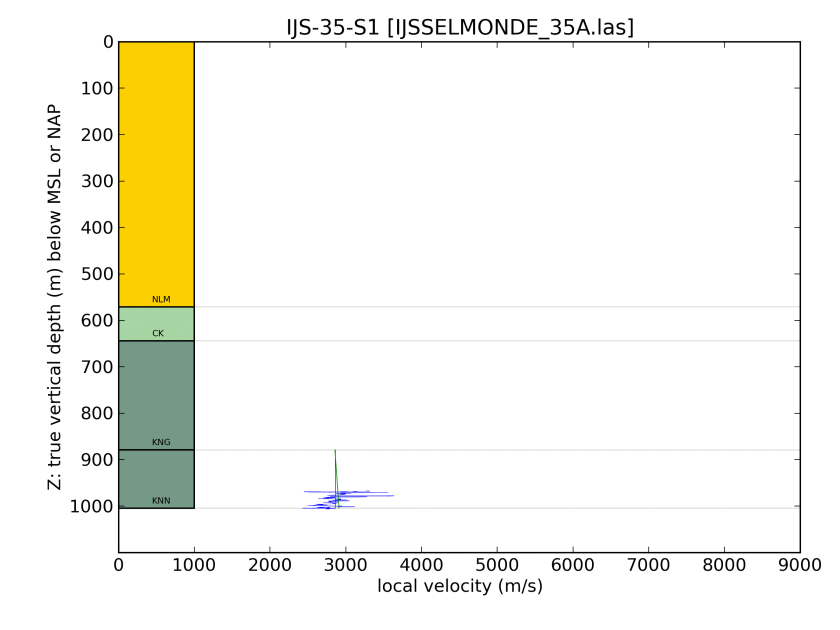 IJS-35-S1 [IJSSELMONDE_35A.las]
Z: true vertical depth (m) below MSL or NAP
0
100
200
300
400
500
600
700
800
900
1000
NLM
CK
KNG
KNN
0 1000 2000 3000 4000 5000 6000 7000 8000 9000
local velocity (m/s)